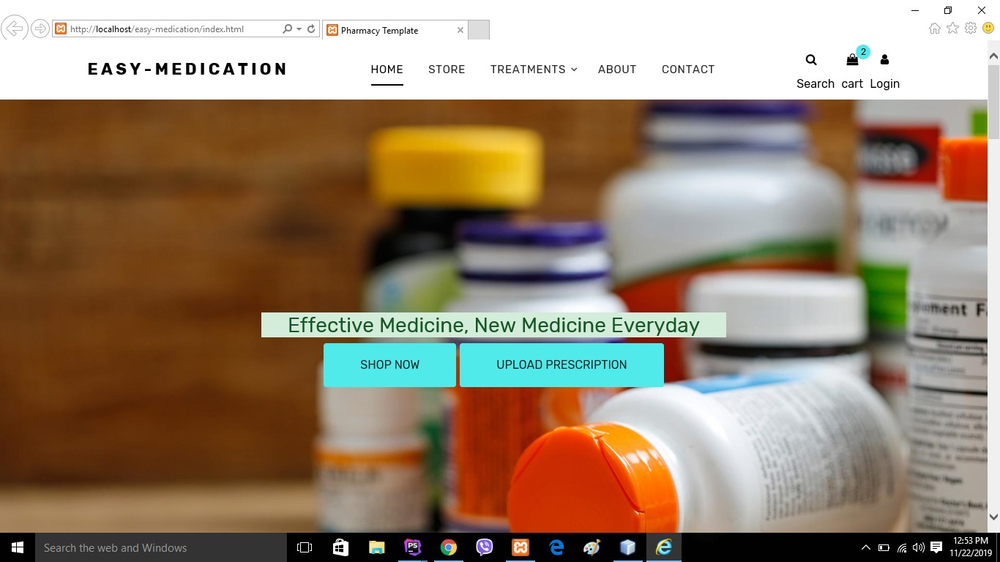 http://localhost/easy-medication/index.html
Pharmacy Template
EASY-MEDICATION
HOME STORE TREATMENTS ABOUT CONTACT
2
Search cart Login
Effective Medicine, New Medicine Everyday
SHOP NOW UPLOAD PRESCRIPTION
Search the web and Windows
PS
12:53 PM
11/22/2019